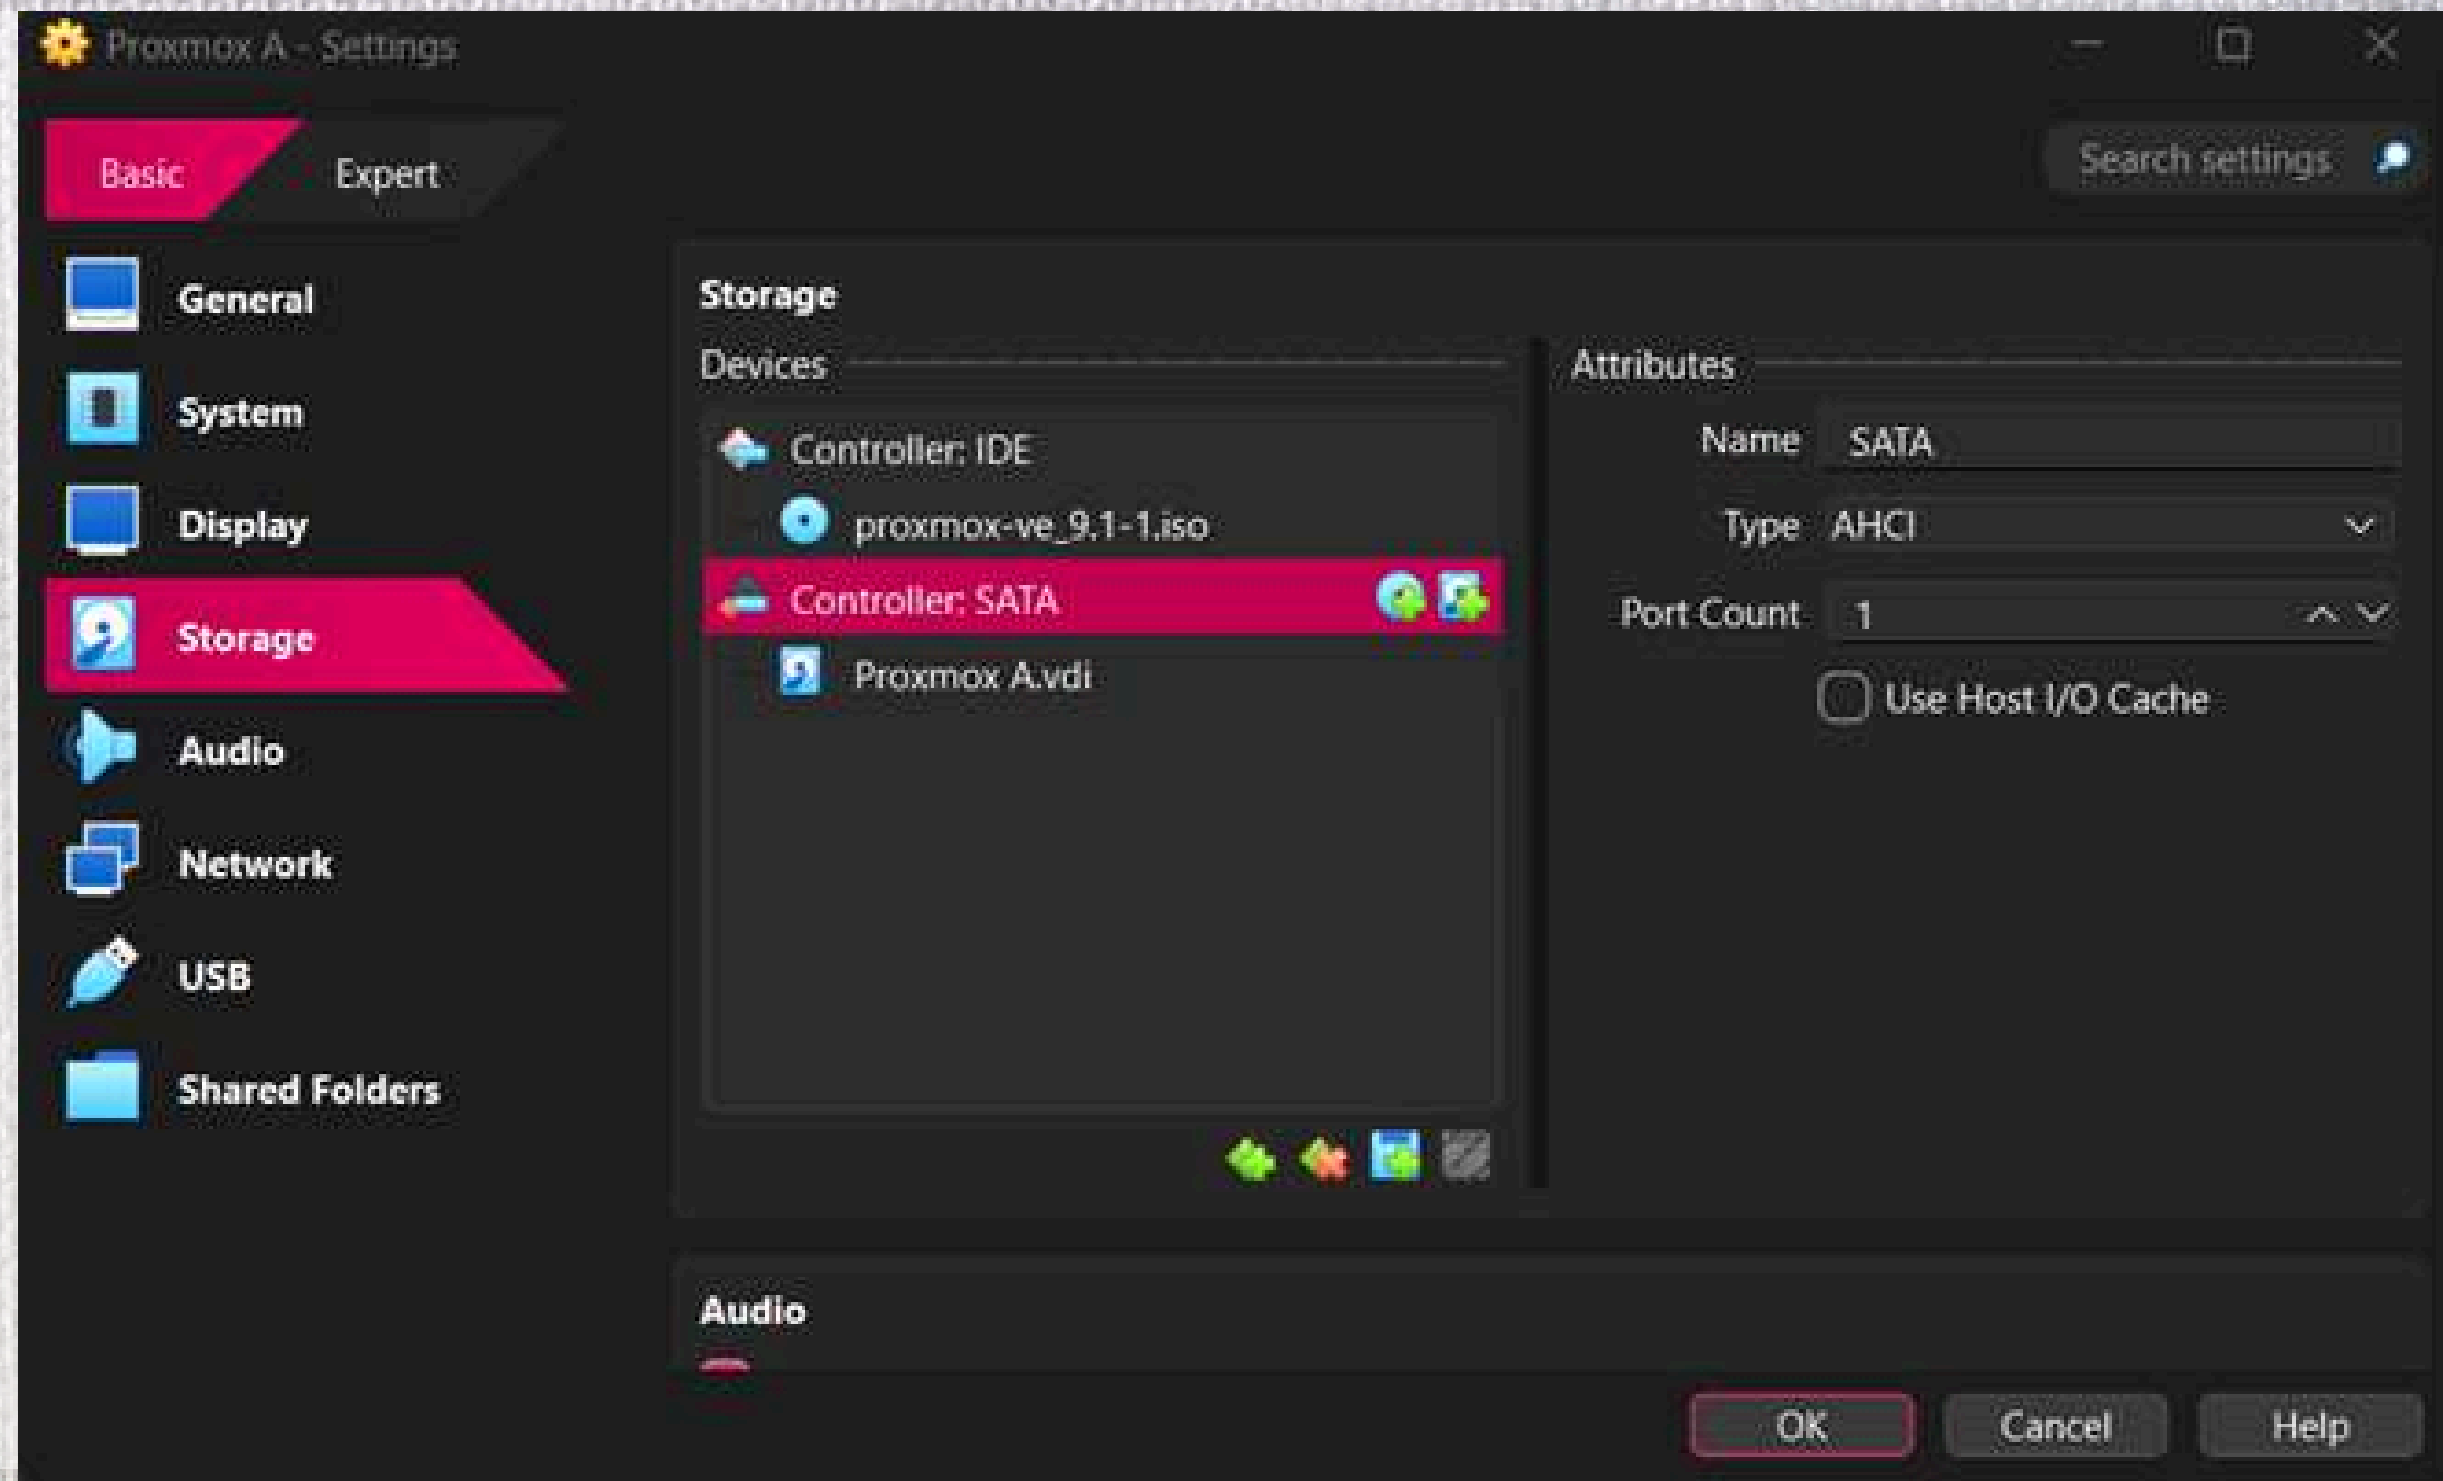 Proxmox A - Settings
Basic
Expert
Search settings
General
System
Display
Storage
Audio
Network
USB
Shared Folders
Storage
Devices
Controller: IDE
proxmox-ve_9.1-1.iso
Controller: SATA
Proxmox A.vdi
Attributes
Name SATA
Type AHCI
Port Count 1
Use Host I/O Cache
Audio
OK Cancel Help